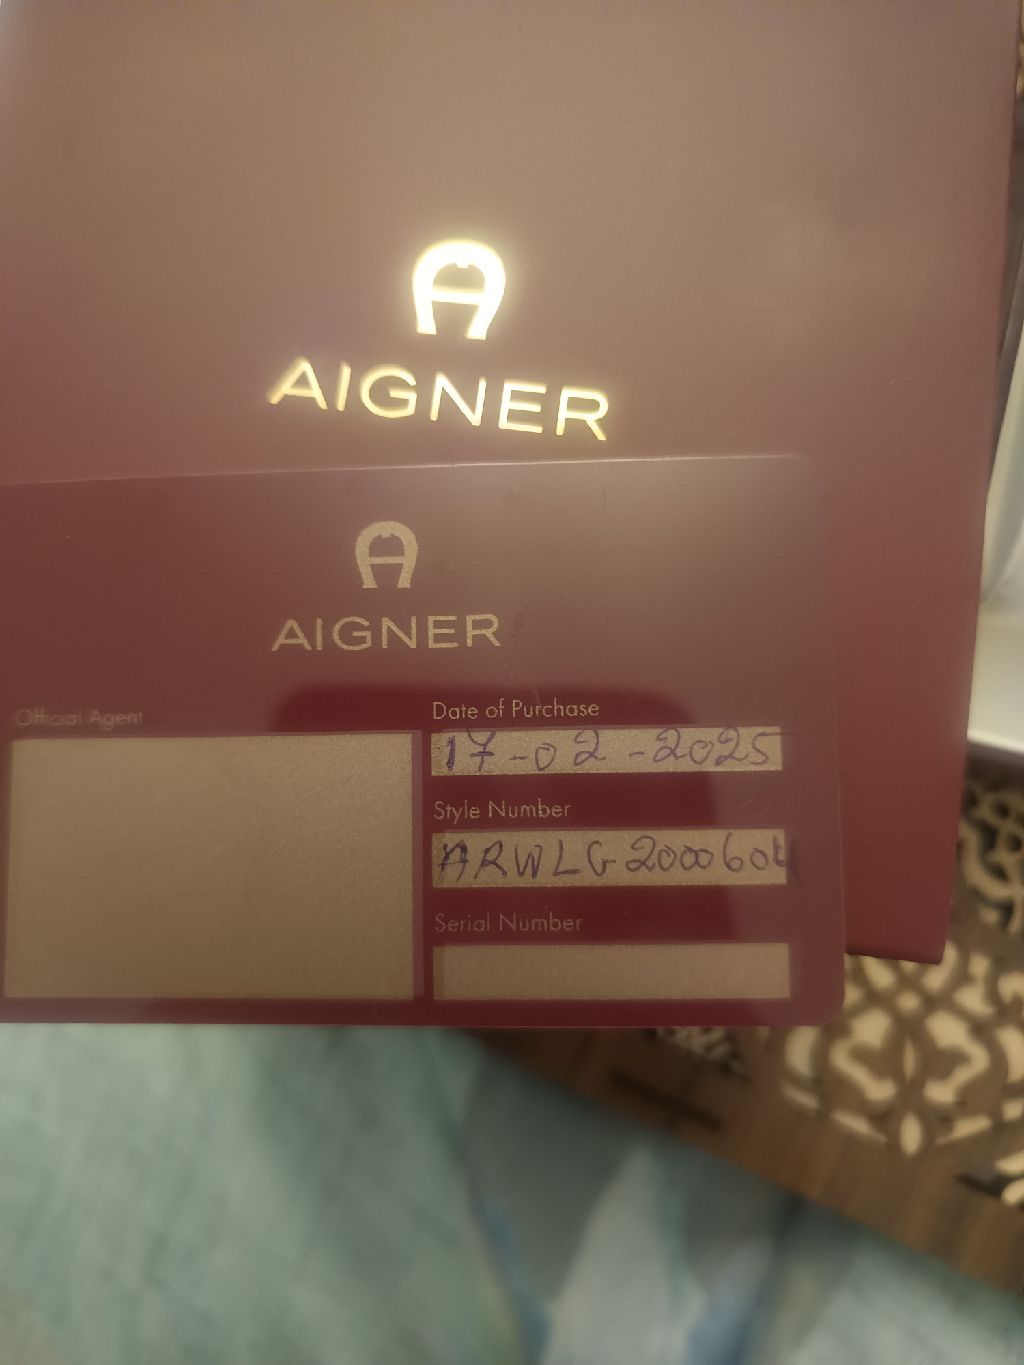 AIGNER
AIGNER
Official Agent
Date of Purchase
17-02-2025
Style Number
ARWLG2000604
Serial Number